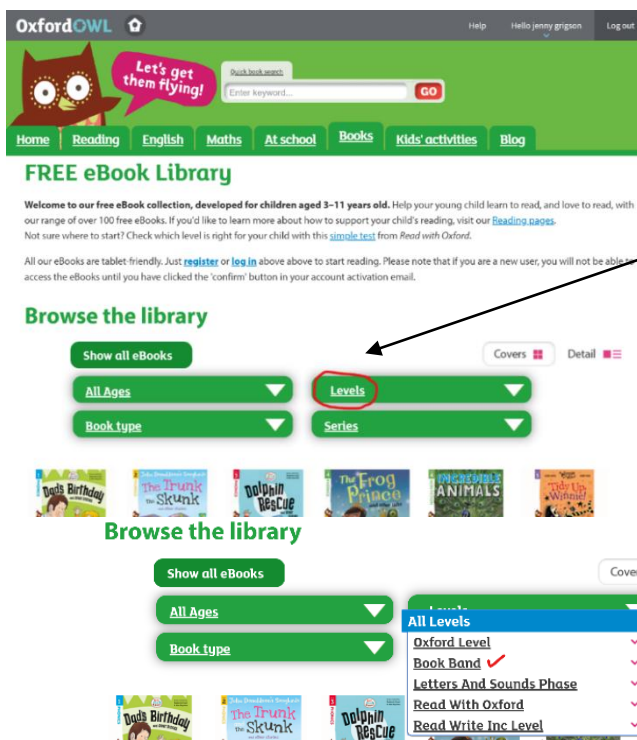 OxfordOWL
Help Hello jenny grigson Log out
Let's get
them flying!
Quick book search
Enter keyword... GO
Home Reading English Maths At school Books Kids' activities Blog
FREE eBook Library
Welcome to our free eBook collection, developed for children aged 3–11 years old. Help your young child learn to read, and love to read, with
our range of over 100 free eBooks. If you'd like to learn more about how to support your child's reading, visit our Reading pages.
Not sure where to start? Check which level is right for your child with this simple test from Read with Oxford.
All our eBooks are tablet-friendly. Just register or log in above above to start reading. Please note that if you are a new user, you will not be able to
access the eBooks until you have clicked the 'confirm' button in your account activation email.
Browse the library
Show all eBooks Covers Detail
All Ages Levels
Book type Series
Dad's Birthday
The Trunk
the Skunk
Dolphin
Rescue
The Frog
Prince
INCREDIBLE
ANIMALS
Tidy Up,
Winnie!
Browse the library
Show all eBooks
All Ages
Book type
All Levels
Oxford Level
Book Band
Letters And Sounds Phase
Read With Oxford
Read Write Inc Level
Dad's Birthday
The Trunk
the Skunk
Dolphin
Rescue